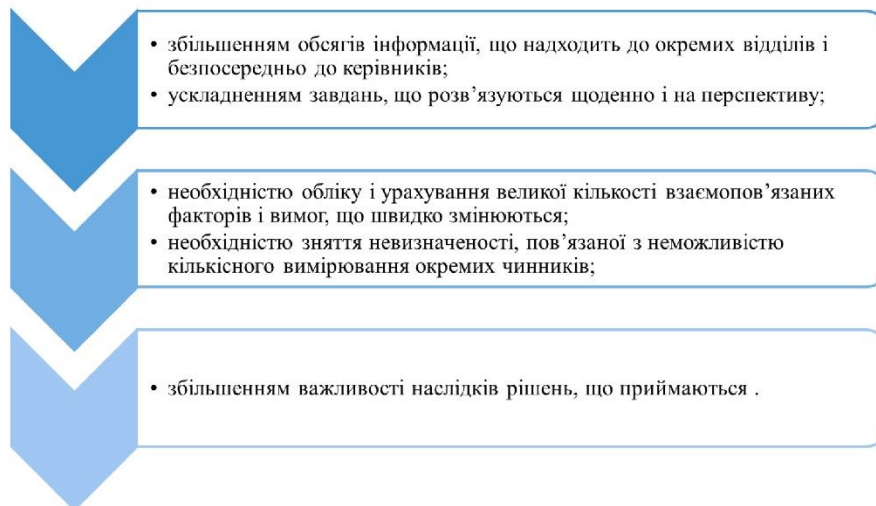 • збільшенням обсягів інформації, що надходить до окремих відділів і
безпосередньо до керівників;
• ускладненням завдань, що розв’язуються щоденно і на перспективу;
• необхідністю обліку і урахування великої кількості взаємопов’язаних
факторів і вимог, що швидко змінюються;
• необхідністю зняття невизначеності, пов’язаної з неможливістю
кількісного вимірювання окремих чинників;
• збільшенням важливості наслідків рішень, що приймаються .